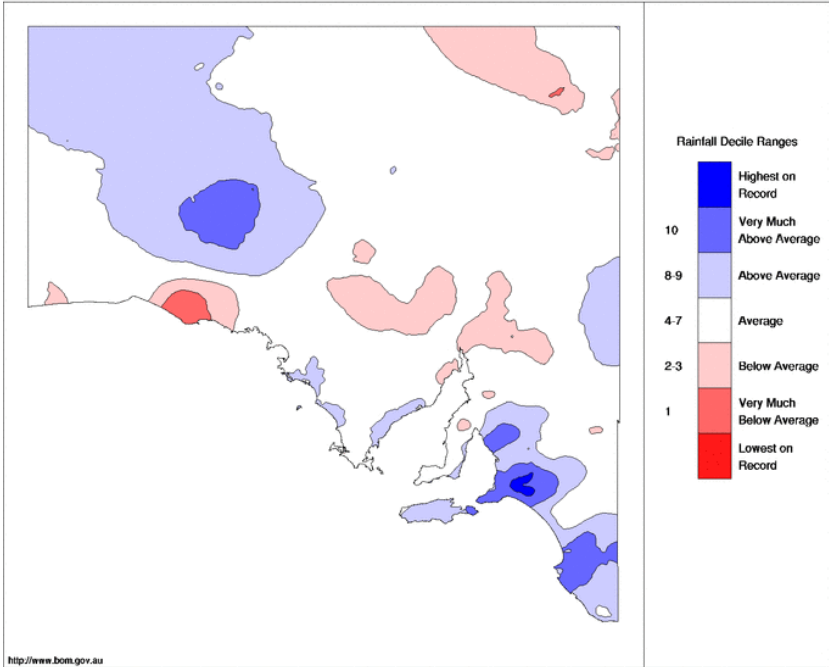 Rainfall Decile Ranges
Highest on
Record
10
Very Much
Above Average
8-9
Above Average
4-7
Average
2-3
Below Average
1
Very Much
Below Average
Lowest on
Record
http://www.bom.gov.au